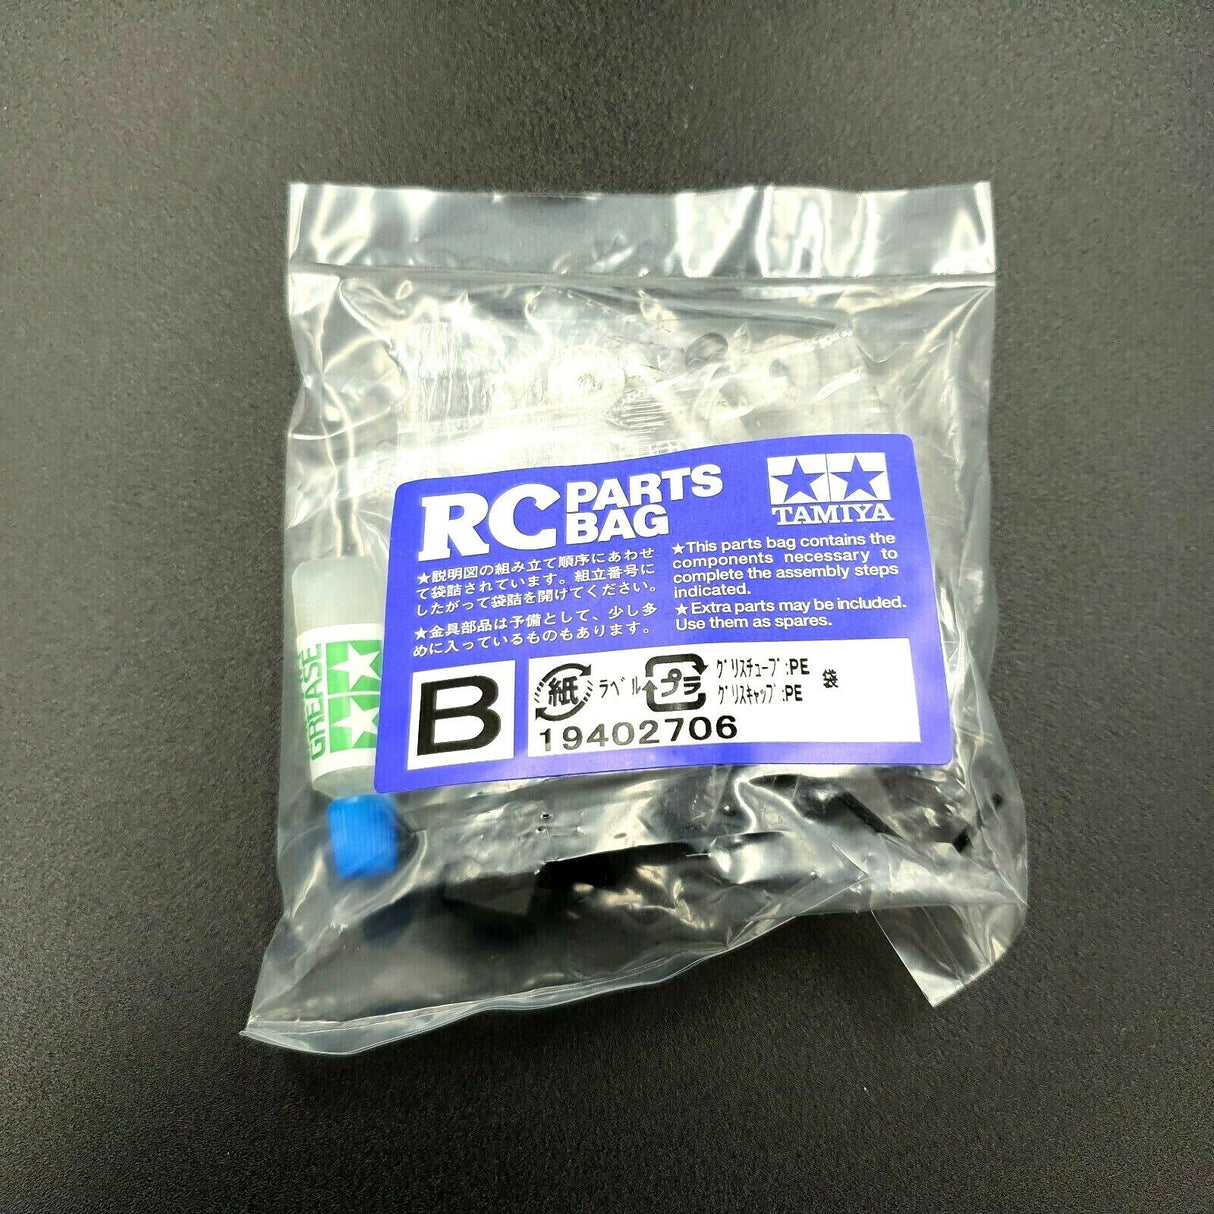 RC PARTS
BAG
TAMIYA
★説明図の組み立て順序にあわせ
て袋詰されています。組立番号に
したがって袋詰を開けてください。
★金具部品は予備として、少し多
めに入っているものもあります。
★This parts bag contains the
components necessary to
complete the assembly steps
indicated.
★Extra parts may be included.
Use them as spares.
B
紙 ラベル プラ
グリスチューブ:PE
グリスキャップ:PE
袋
19402706
GREASE